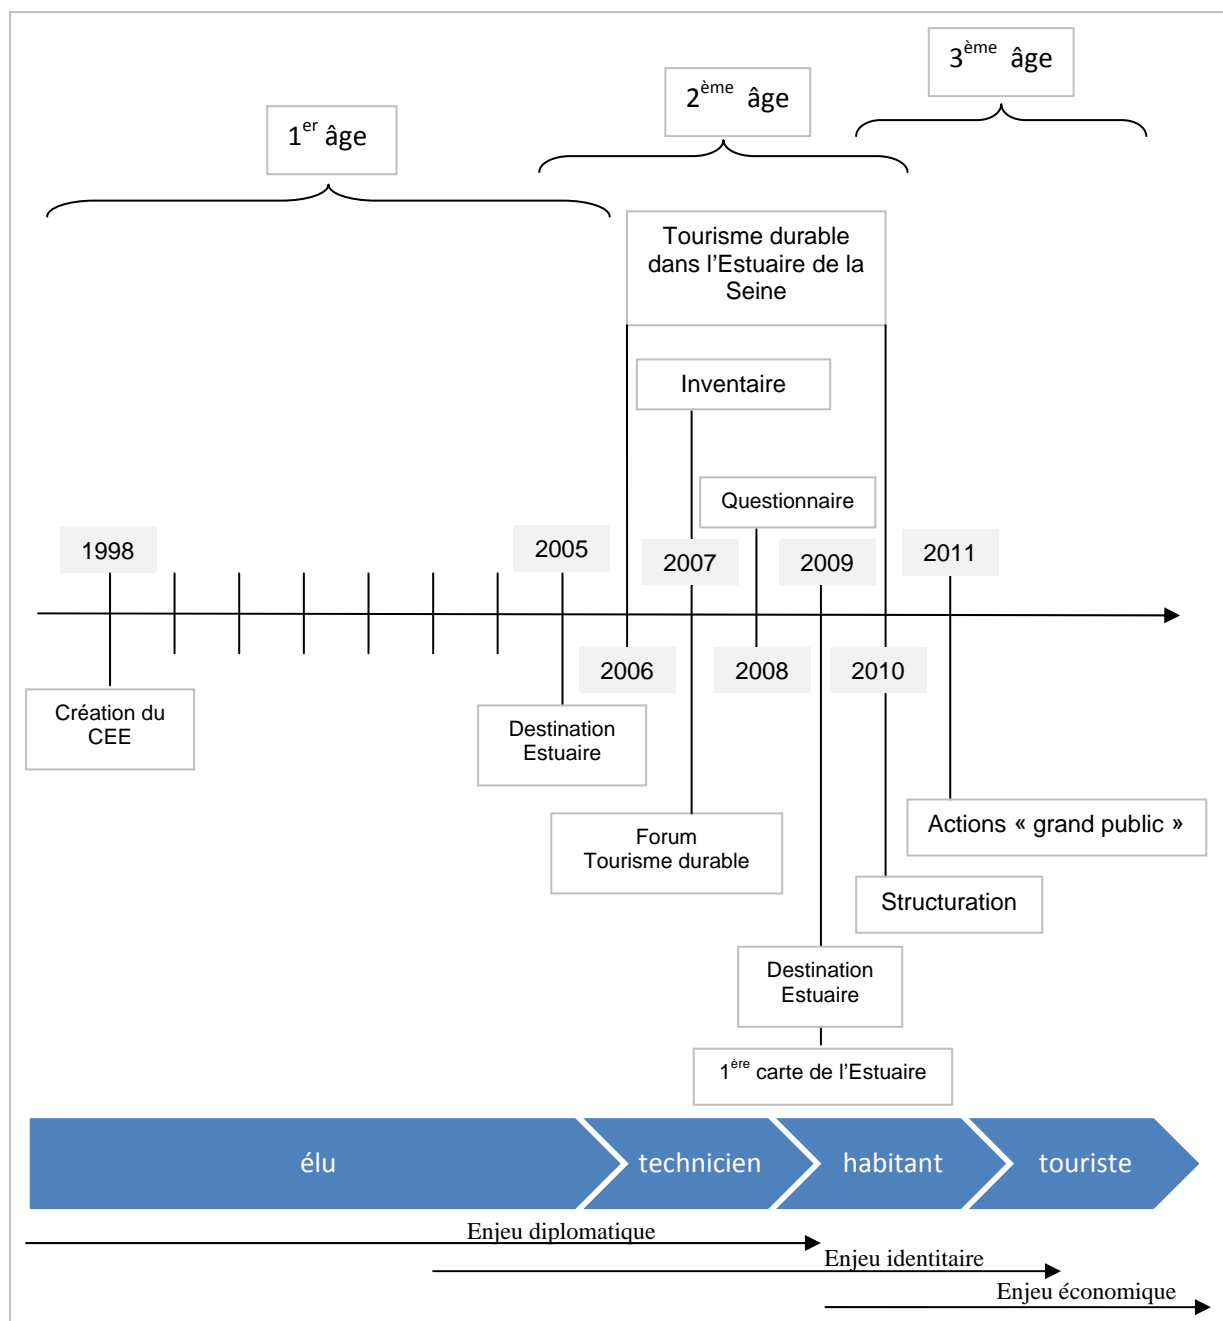 3ème âge
2ème âge
1er âge
Tourisme durable
dans l’Estuaire de la
Seine
Inventaire
Questionnaire
1998
2005
2007
2009
2011
2006
2008
2010
Création du
CEE
Destination
Estuaire
Forum
Tourisme durable
Actions « grand public »
Structuration
Destination
Estuaire
1ère carte de l’Estuaire
élu
technicien
habitant
touriste
Enjeu diplomatique
Enjeu identitaire
Enjeu économique